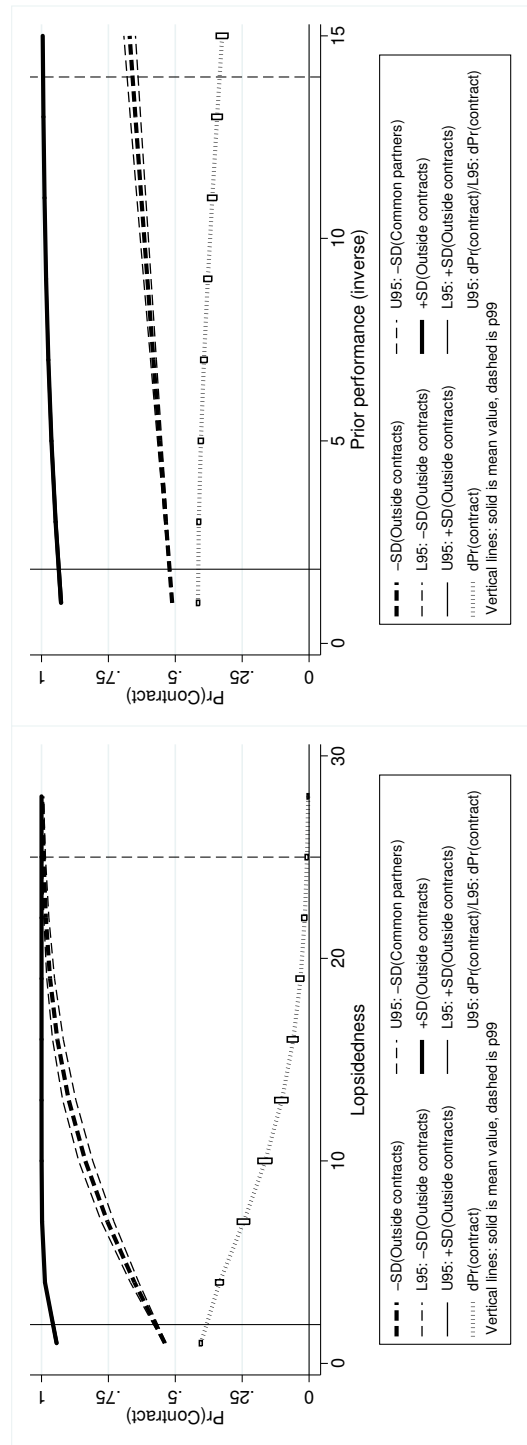 Pr(Contract)
1
.75
.5
.25
0
0
10
20
30
Lopsidedness
−SD(Outside contracts)
U95: −SD(Common partners)
L95: −SD(Outside contracts)
+SD(Outside contracts)
U95: +SD(Outside contracts)
L95: +SD(Outside contracts)
dPr(contract)
U95: dPr(contract)/L95: dPr(contract)
Vertical lines: solid is mean value, dashed is p99
Pr(Contract)
1
.75
.5
.25
0
0
5
10
15
Prior performance (inverse)
−SD(Outside contracts)
U95: −SD(Common partners)
L95: −SD(Outside contracts)
+SD(Outside contracts)
U95: +SD(Outside contracts)
L95: +SD(Outside contracts)
dPr(contract)
U95: dPr(contract)/L95: dPr(contract)
Vertical lines: solid is mean value, dashed is p99